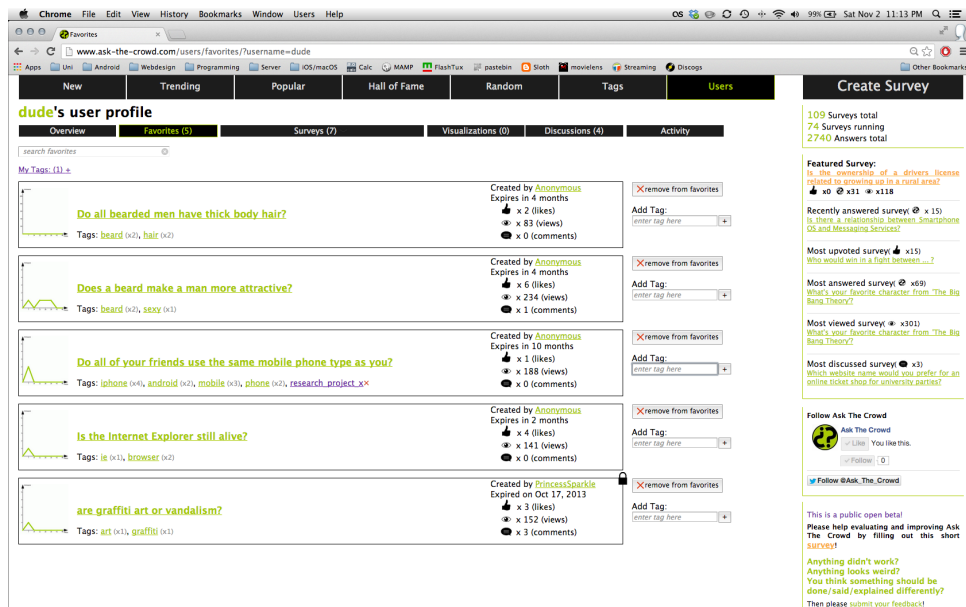 Chrome File Edit View History Bookmarks Window Users Help
99% Sat Nov 2 11:13 PM
Favorites
www.ask-the-crowd.com/users/favorites/?username=dude
Apps Uni Android Webdesign Programming Server iOS/macOS Calc MAMP FlashTux pastebin Sloth movielens Streaming Discogs Other Bookmarks
New Trending Popular Hall of Fame Random Tags Users
dude's user profile
Overview Favorites (5) Surveys (7) Visualizations (0) Discussions (4) Activity
search favorites
My Tags: (1) +
Created by Anonymous
Expires in 4 months
x 2 (likes)
x 83 (views)
x 0 (comments)
Do all bearded men have thick body hair?
Tags: beard (x2), hair (x2)
remove from favorites
Add Tag:
enter tag here +
Created by Anonymous
Expires in 4 months
x 6 (likes)
x 234 (views)
x 1 (comments)
Does a beard make a man more attractive?
Tags: beard (x2), sexy (x1)
remove from favorites
Add Tag:
enter tag here +
Created by Anonymous
Expires in 10 months
x 1 (likes)
x 188 (views)
x 0 (comments)
Do all of your friends use the same mobile phone type as you?
Tags: iphone (x4), android (x2), mobile (x3), phone (x2), research_project_x×
remove from favorites
Add Tag:
enter tag here +
Created by Anonymous
Expires in 2 months
x 4 (likes)
x 141 (views)
x 0 (comments)
Is the Internet Explorer still alive?
Tags: ie (x1), browser (x2)
remove from favorites
Add Tag:
enter tag here +
Created by PrincessSparkle
Expired on Oct 17, 2013
x 3 (likes)
x 152 (views)
x 3 (comments)
are graffiti art or vandalism?
Tags: art (x1), graffiti (x1)
remove from favorites
Add Tag:
enter tag here +
Create Survey
109 Surveys total
74 Surveys running
2740 Answers total
Featured Survey:
Is the ownership of a drivers license
related to growing up in a rural area?
x0 x31 x118
Recently answered survey( x 15)
Is there a relationship between Smartphone
OS and Messaging Services?
Most upvoted survey( x15)
Who would win in a fight between ... ?
Most answered survey( x69)
What's your favorite character from 'The Big
Bang Theory'?
Most viewed survey( x301)
What's your favorite character from 'The Big
Bang Theory'?
Most discussed survey( x3)
Which website name would you prefer for an
online ticket shop for university parties?
Follow Ask The Crowd
Ask The Crowd
Like You like this.
Follow 0
Follow @Ask_The_Crowd
This is a public open beta!
Please help evaluating and improving Ask
The Crowd by filling out this short
survey!
Anything didn't work?
Anything looks weird?
You think something should be
done/said/explained differently?
Then please submit your feedback!